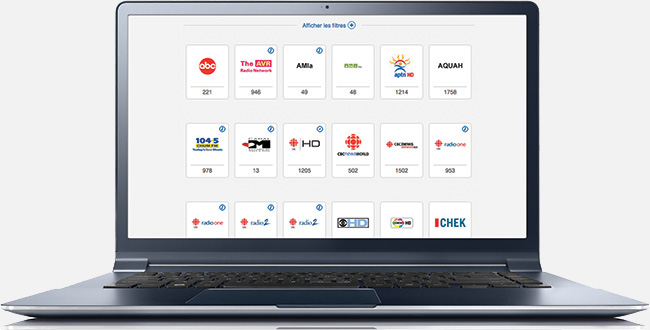 Afficher les filtres
abc
The AVR
Radio Network
AMIa
aptn HD
AQUAH
221
946
49
48
1214
1758
104·5
CHUM FM
HD
CBC NEWS WORLD
CBC NEWS
radio one
978
13
1205
502
1502
953
radio one
radio 2
radio 2
HD
HD
CHEK